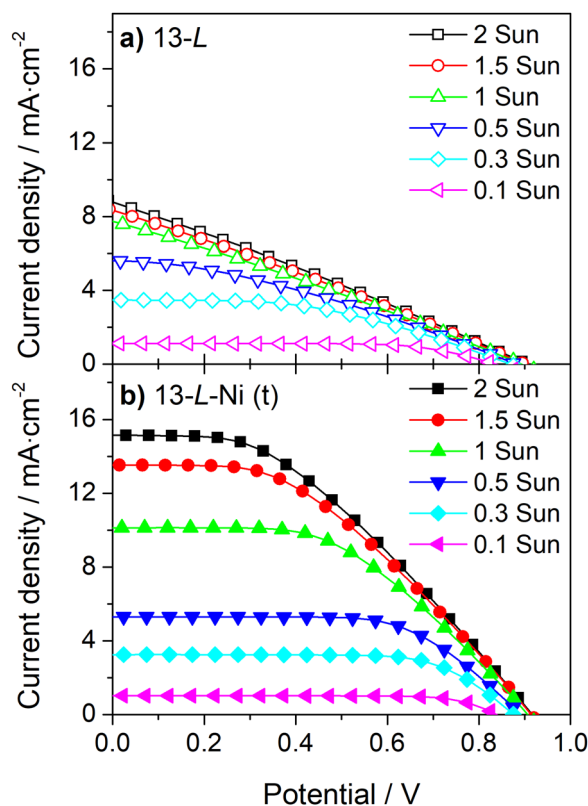 a) 13-L
2 Sun
1.5 Sun
1 Sun
0.5 Sun
0.3 Sun
0.1 Sun
16
12
8
4
0
Current density / mA·cm⁻²
b) 13-L-Ni (t)
2 Sun
1.5 Sun
1 Sun
0.5 Sun
0.3 Sun
0.1 Sun
16
12
8
4
0
Current density / mA·cm⁻²
0.0 0.2 0.4 0.6 0.8 1.0
Potential / V